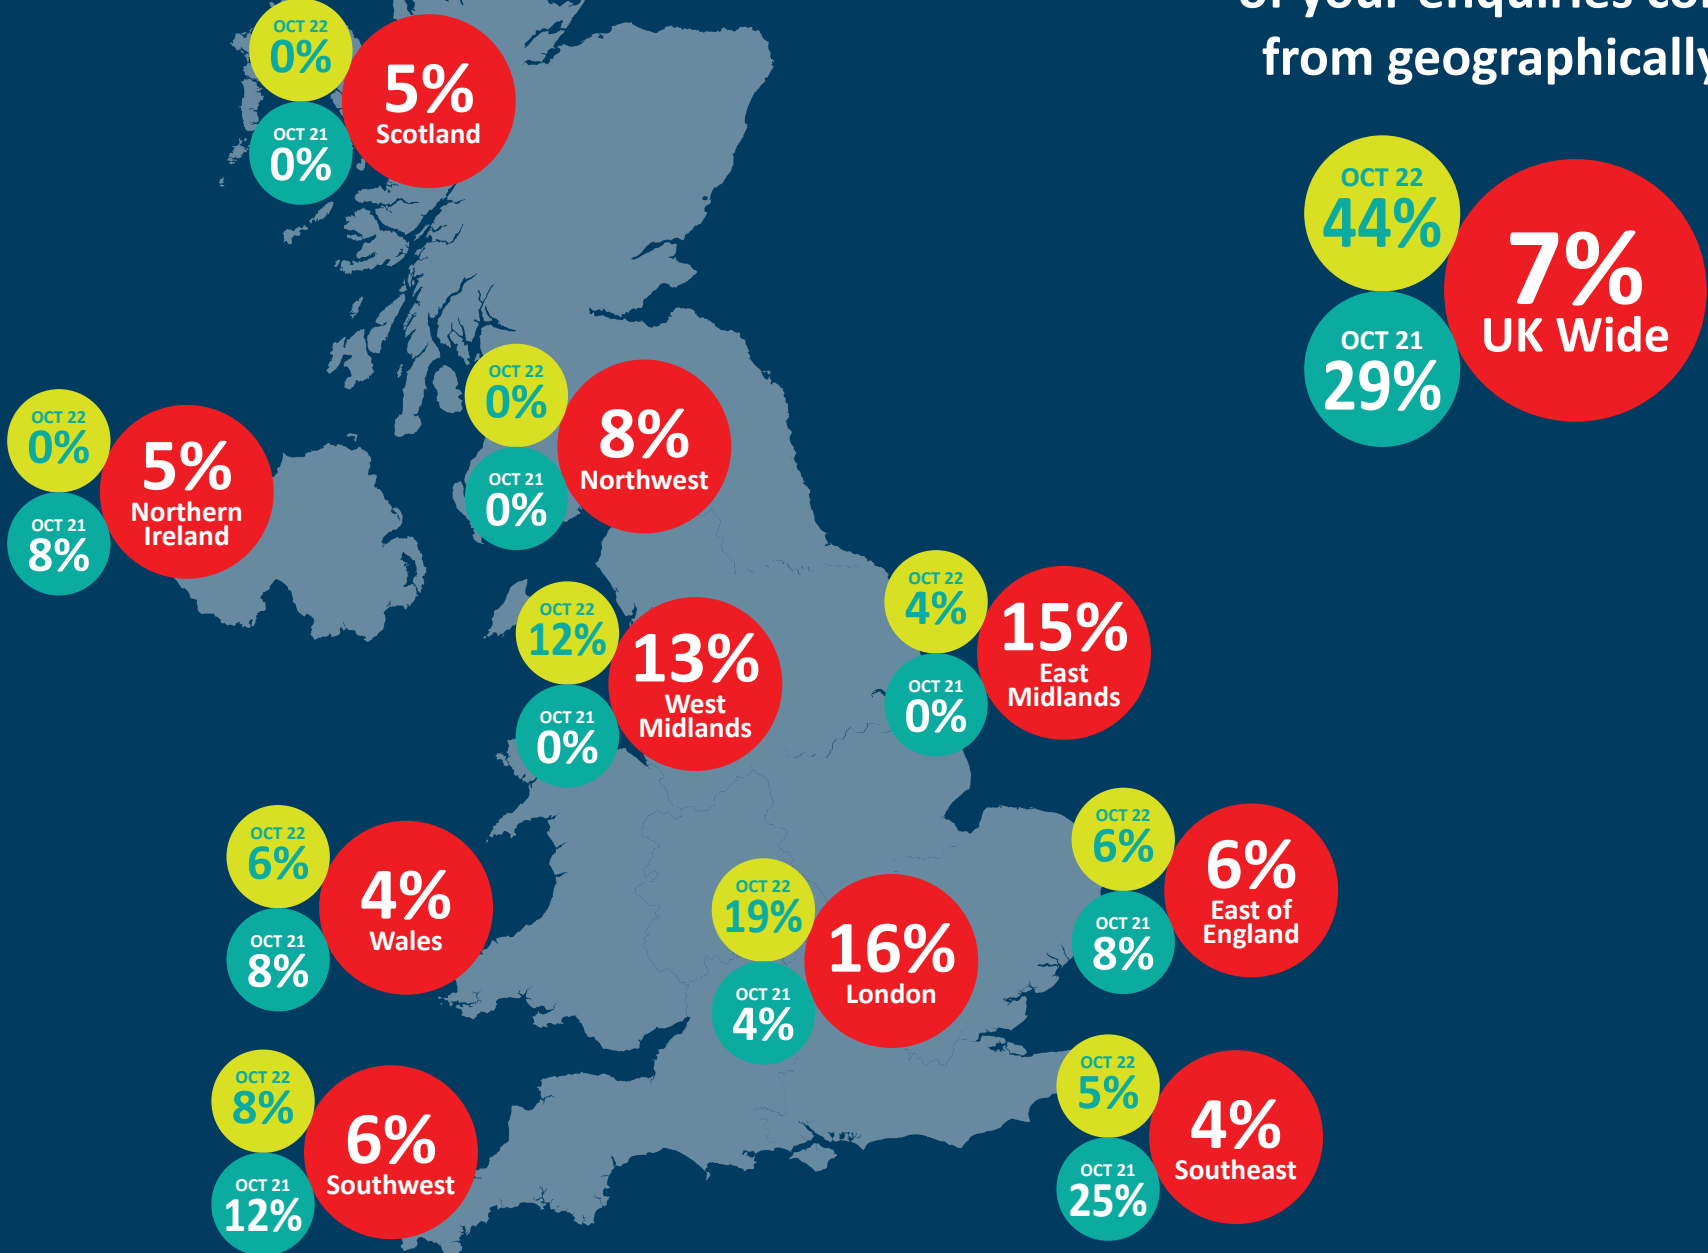 of your enquiries
from geographically
OCT 22
0%
OCT 21
0%
5%
Scotland
OCT 22
44%
OCT 21
29%
7%
UK Wide
OCT 22
0%
OCT 21
0%
8%
Northwest
OCT 22
0%
OCT 21
8%
5%
Northern
Ireland
OCT 22
12%
OCT 21
0%
13%
West
Midlands
OCT 22
4%
OCT 21
0%
15%
East
Midlands
OCT 22
6%
OCT 21
8%
4%
Wales
OCT 22
19%
OCT 21
4%
16%
London
OCT 22
6%
OCT 21
8%
6%
East of
England
OCT 22
8%
OCT 21
12%
6%
Southwest
OCT 22
5%
OCT 21
25%
4%
Southeast